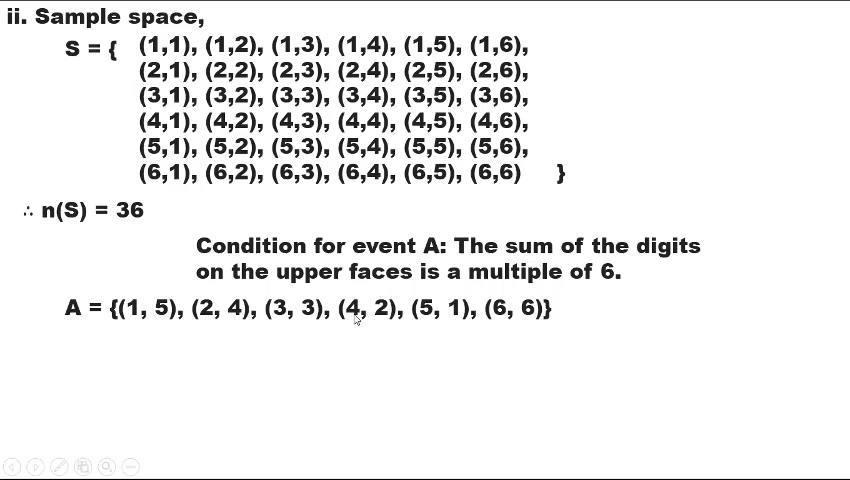 ii. Sample space,
S = { (1,1), (1,2), (1,3), (1,4), (1,5), (1,6),
(2,1), (2,2), (2,3), (2,4), (2,5), (2,6),
(3,1), (3,2), (3,3), (3,4), (3,5), (3,6),
(4,1), (4,2), (4,3), (4,4), (4,5), (4,6),
(5,1), (5,2), (5,3), (5,4), (5,5), (5,6),
(6,1), (6,2), (6,3), (6,4), (6,5), (6,6) }
∴ n(S) = 36
Condition for event A: The sum of the digits
on the upper faces is a multiple of 6.
A = {(1, 5), (2, 4), (3, 3), (4, 2), (5, 1), (6, 6)}